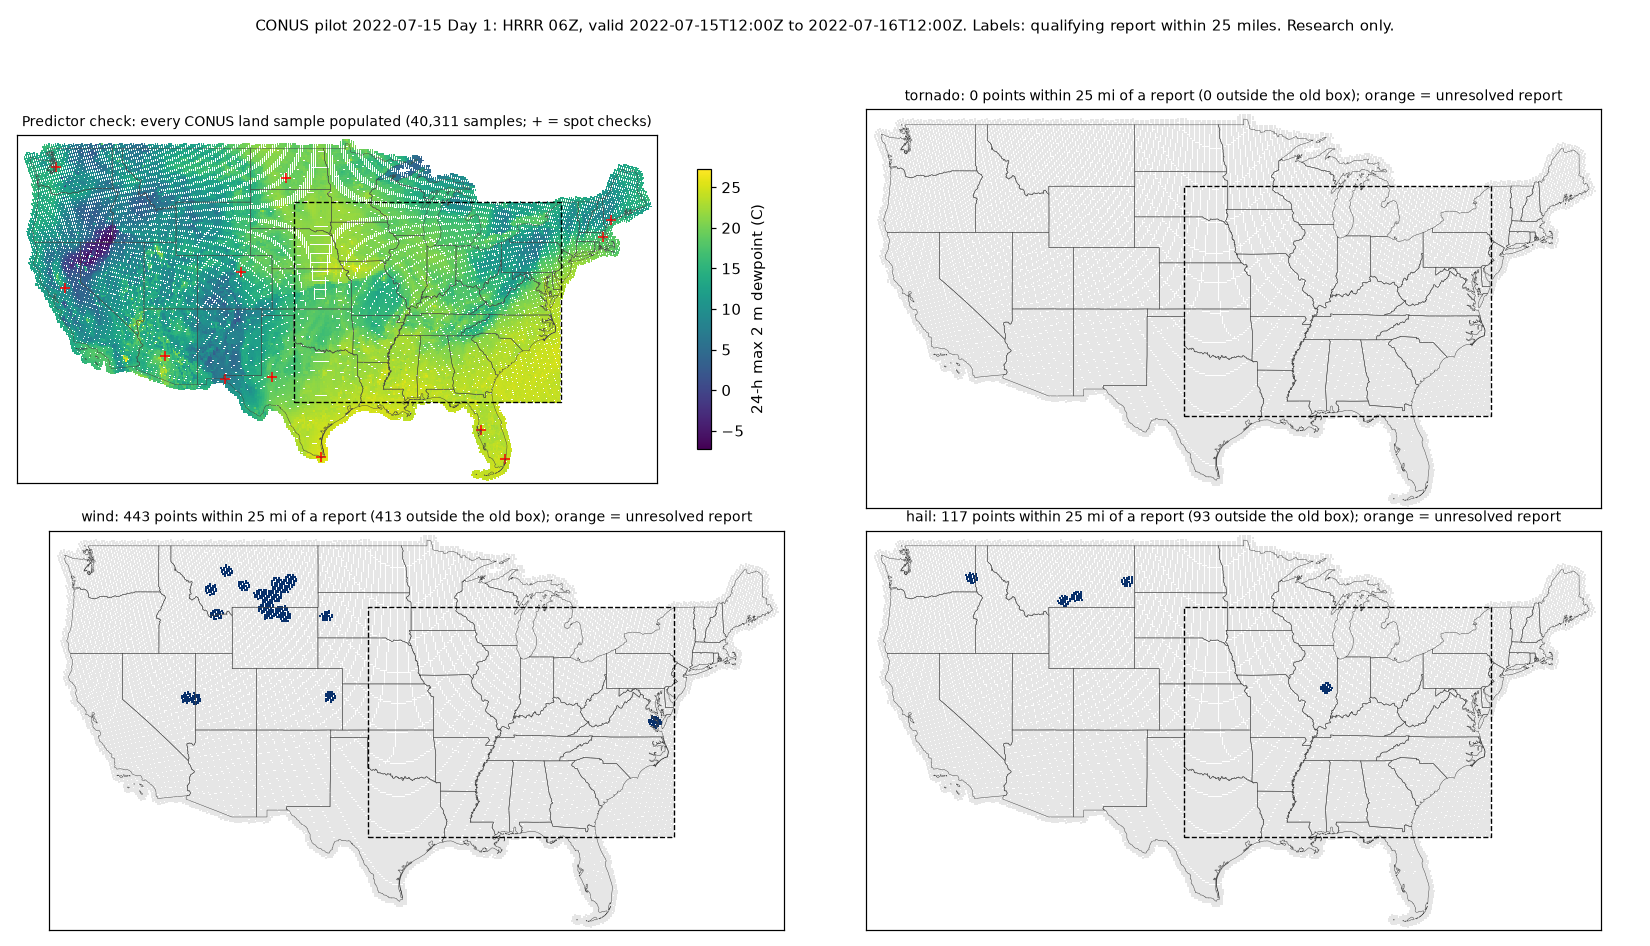 CONUS pilot 2022-07-15 Day 1: HRRR 06Z, valid 2022-07-15T12:00Z to 2022-07-16T12:00Z. Labels: qualifying report within 25 miles. Research only.
Predictor check: every CONUS land sample populated (40,311 samples; + = spot checks)
25
20
15
10
5
0
−5
24-h max 2 m dewpoint (C)
tornado: 0 points within 25 mi of a report (0 outside the old box); orange = unresolved report
wind: 443 points within 25 mi of a report (413 outside the old box); orange = unresolved report
hail: 117 points within 25 mi of a report (93 outside the old box); orange = unresolved report